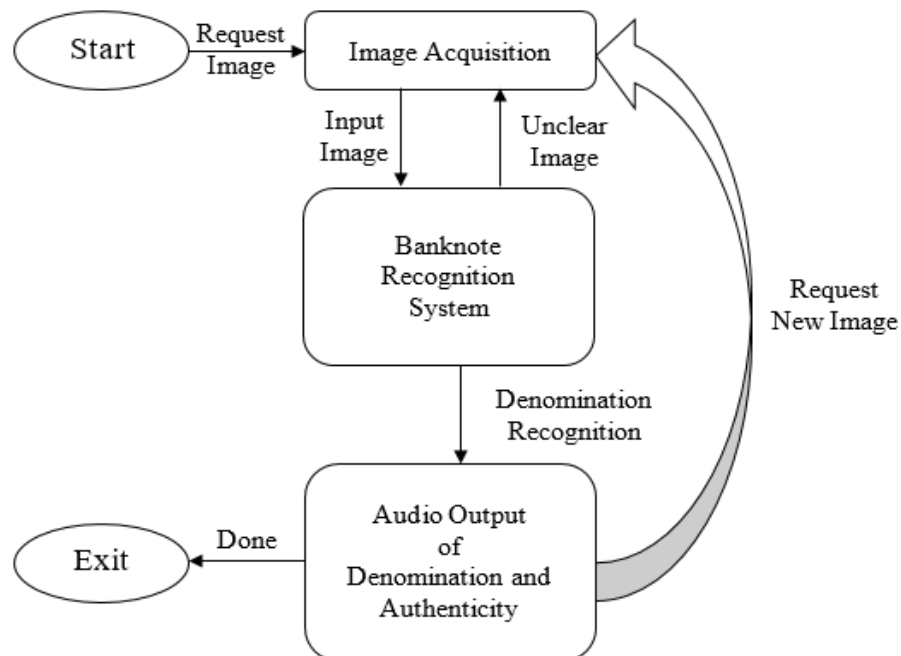 Start
Request
Image
Image Acquisition
Input
Image
Unclear
Image
Banknote
Recognition
System
Request
New Image
Denomination
Recognition
Audio Output
of
Denomination and
Authenticity
Done
Exit